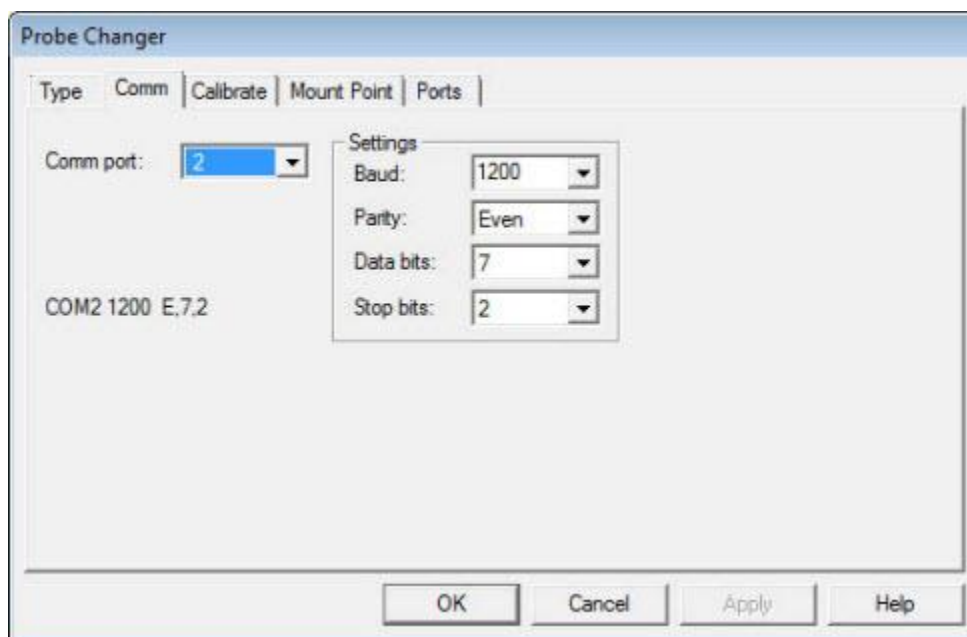 Probe Changer
Type Comm Calibrate Mount Point Ports
Comm port: 2
Settings
Baud: 1200
Parity: Even
Data bits: 7
Stop bits: 2
COM2 1200 E,7,2
OK Cancel Apply Help